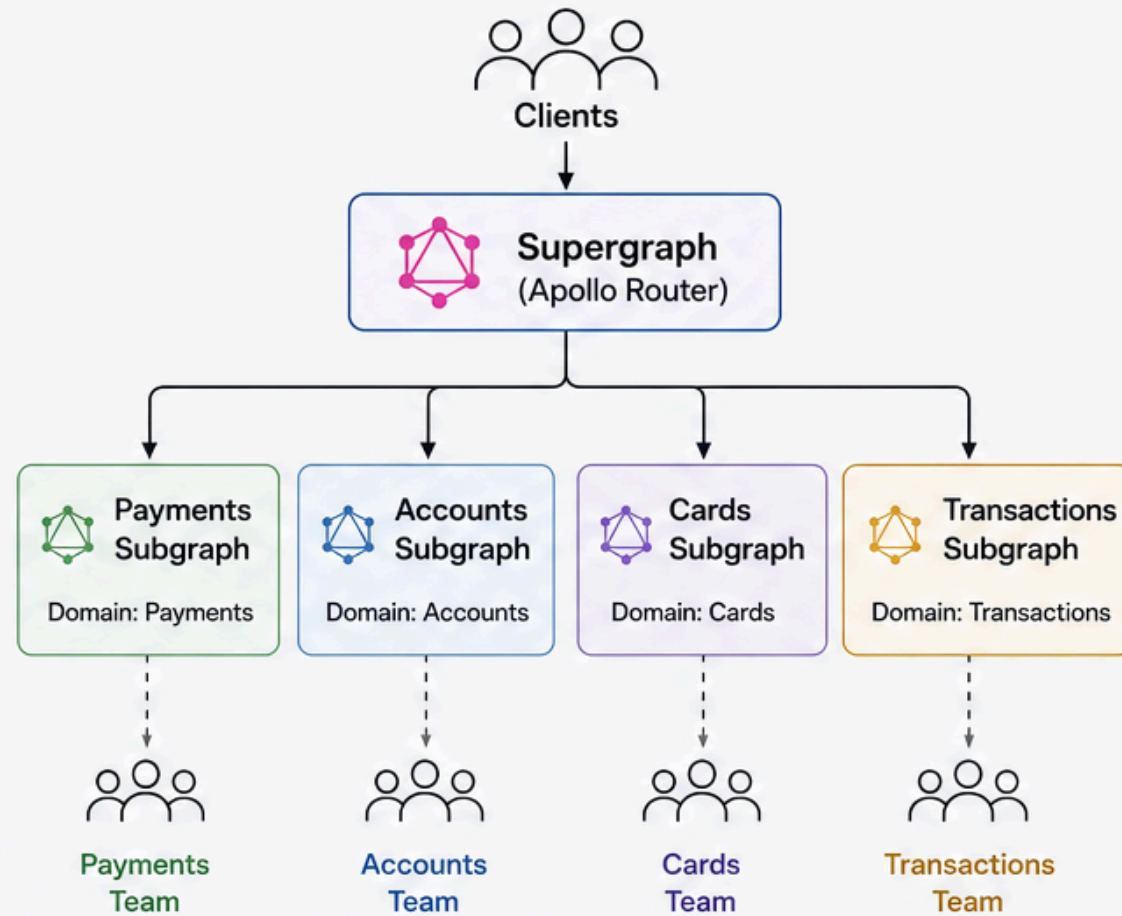 Clients
Supergraph
(Apollo Router)
Payments
Subgraph
Domain: Payments
Accounts
Subgraph
Domain: Accounts
Cards
Subgraph
Domain: Cards
Transactions
Subgraph
Domain: Transactions
Payments
Team
Accounts
Team
Cards
Team
Transactions
Team